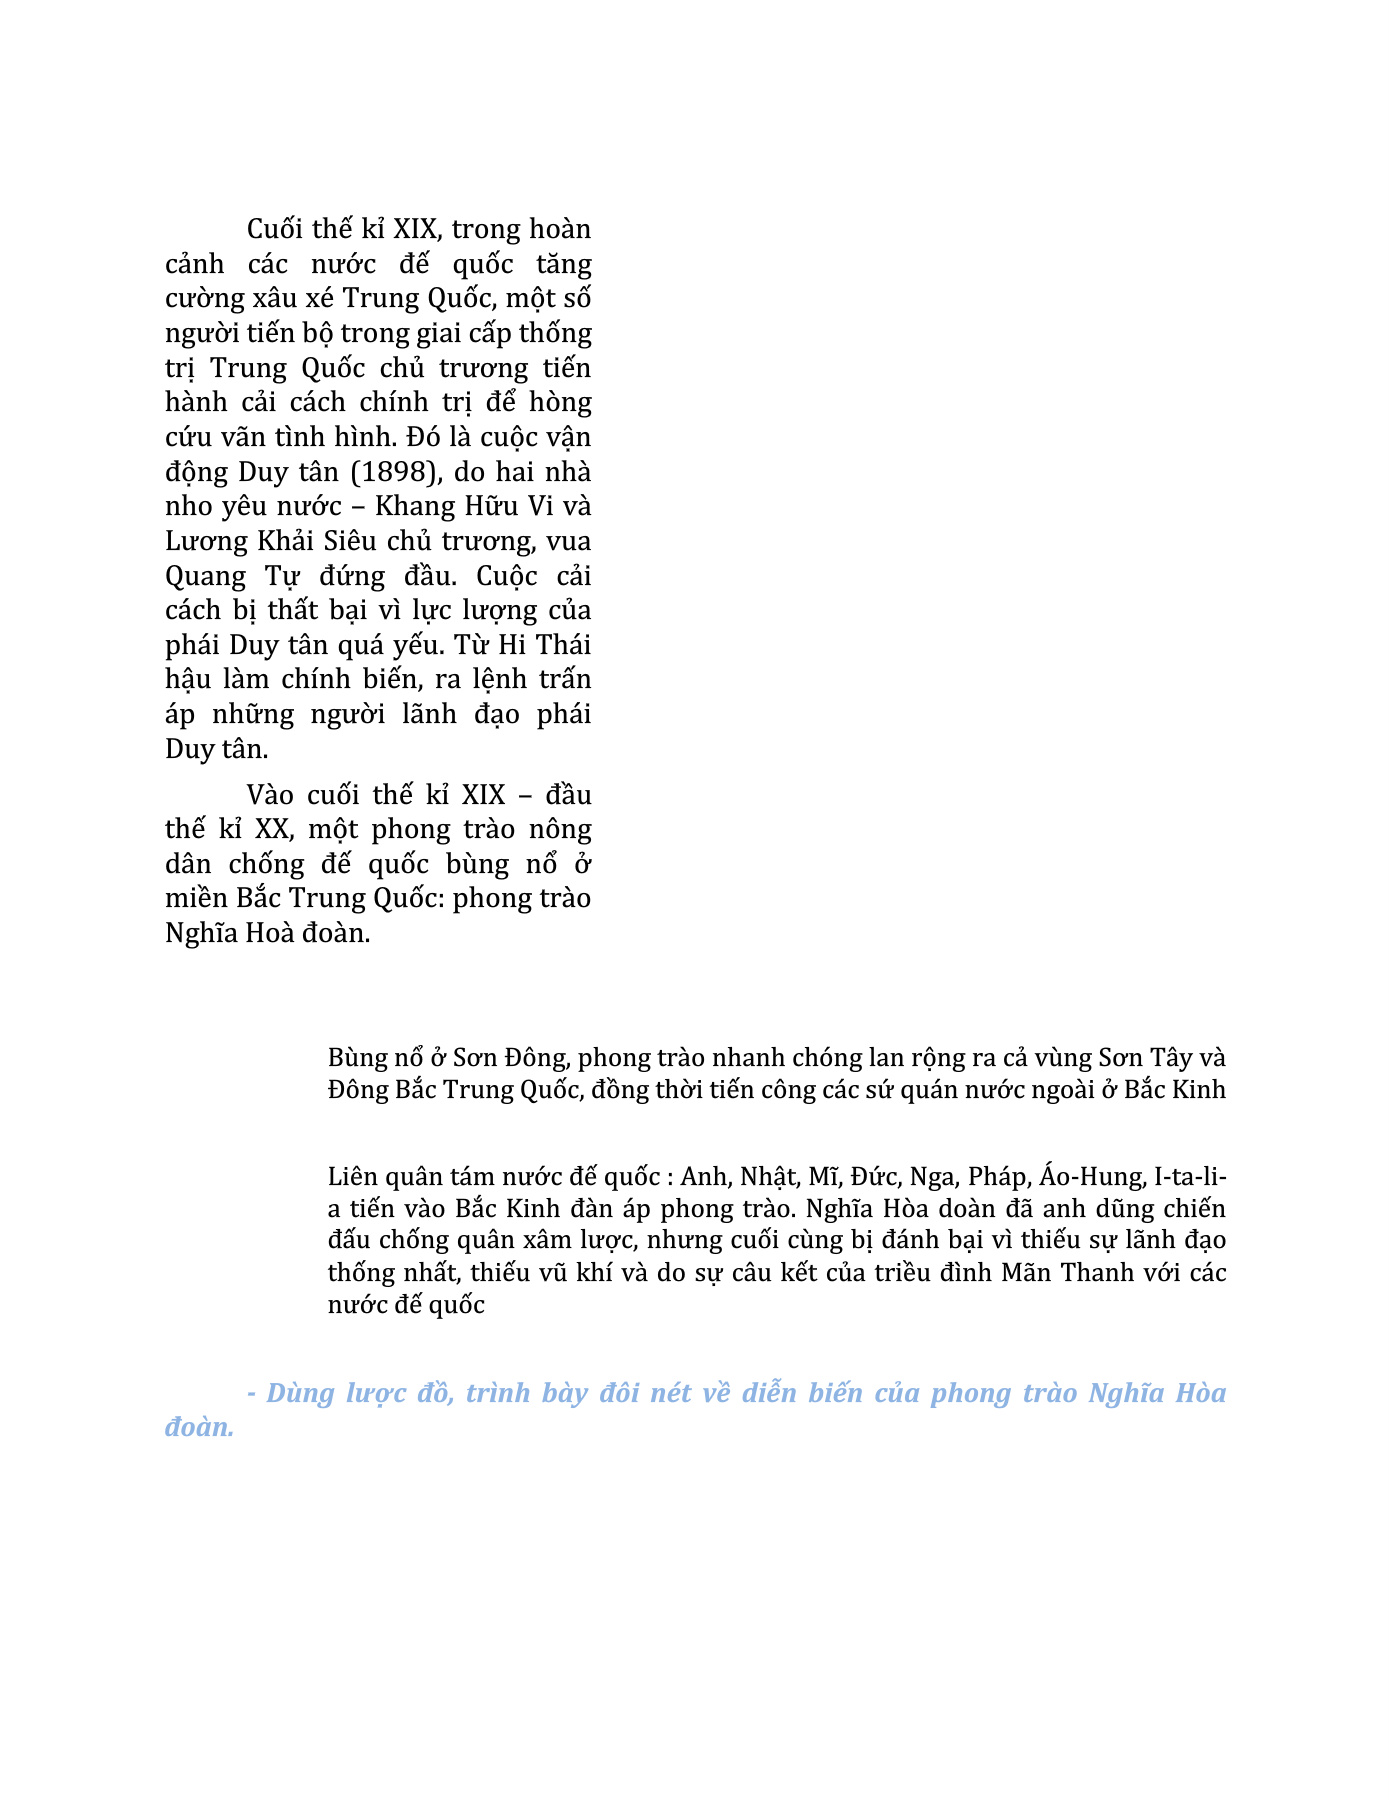 Cuối thế kỉ XIX, trong hoàn
cảnh các nước đế quốc tăng
cường xâu xé Trung Quốc, một số
người tiến bộ trong giai cấp thống
trị Trung Quốc chủ trương tiến
hành cải cách chính trị để hòng
cứu vãn tình hình. Đó là cuộc vận
động Duy tân (1898), do hai nhà
nho yêu nước – Khang Hữu Vi và
Lương Khải Siêu chủ trương, vua
Quang Tự đứng đầu. Cuộc cải
cách bị thất bại vì lực lượng của
phái Duy tân quá yếu. Từ Hi Thái
hậu làm chính biến, ra lệnh trấn
áp những người lãnh đạo phái
Duy tân.
Vào cuối thế kỉ XIX – đầu
thế kỉ XX, một phong trào nông
dân chống đế quốc bùng nổ ở
miền Bắc Trung Quốc: phong trào
Nghĩa Hoà đoàn.
Bùng nổ ở Sơn Đông, phong trào nhanh chóng lan rộng ra cả vùng Sơn Tây và
Đông Bắc Trung Quốc, đồng thời tiến công các sứ quán nước ngoài ở Bắc Kinh
Liên quân tám nước đế quốc : Anh, Nhật, Mĩ, Đức, Nga, Pháp, Áo-Hung, I-ta-li-
a tiến vào Bắc Kinh đàn áp phong trào. Nghĩa Hòa doàn đã anh dũng chiến
đấu chống quân xâm lược, nhưng cuối cùng bị đánh bại vì thiếu sự lãnh đạo
thống nhất, thiếu vũ khí và do sự câu kết của triều đình Mãn Thanh với các
nước đế quốc
- Dùng lược đồ, trình bày đôi nét về diễn biến của phong trào Nghĩa Hòa
đoàn.